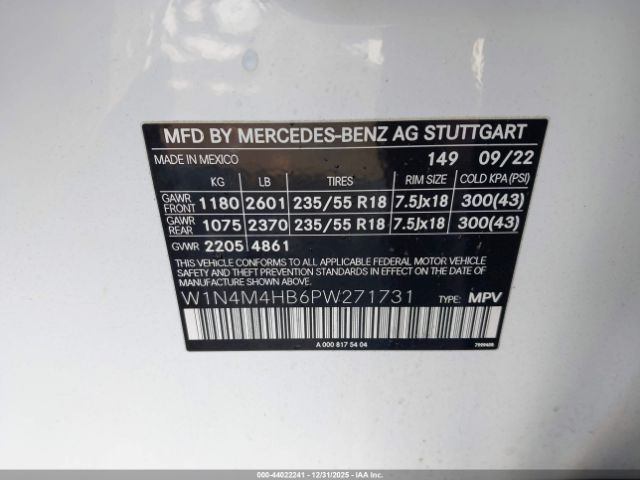 MFD BY MERCEDES-BENZ AG STUTTGART
MADE IN MEXICO 149 09/22
KG LB TIRES RIM SIZE COLD KPA (PSI)
GAWR FRONT 1180 2601 235/55 R18 7.5Jx18 300(43)
GAWR REAR 1075 2370 235/55 R18 7.5Jx18 300(43)
GVWR 2205 4861
THIS VEHICLE CONFORMS TO ALL APPLICABLE FEDERAL MOTOR VEHICLE
SAFETY AND THEFT PREVENTION STANDARDS IN EFFECT ON THE DATE OF
MANUFACTURE SHOWN ABOVE.
W1N4M4HB6PW271731 TYPE: MPV
A 000 817 54 04
000-44022241 - 12/31/2025 - IAAI.COM